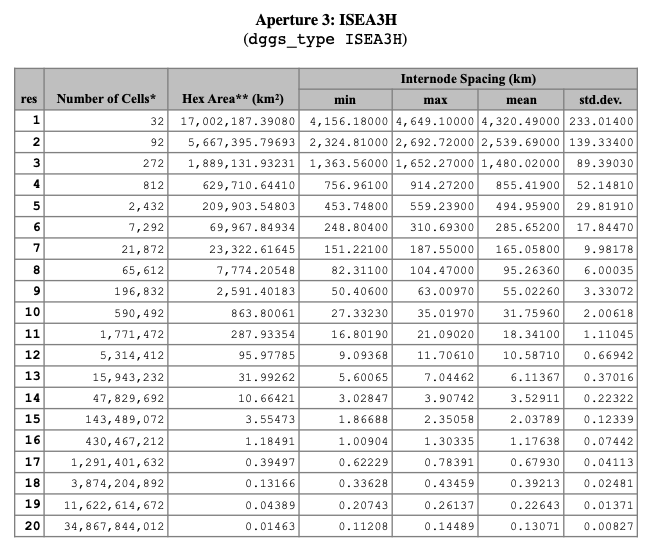 Aperture 3: ISEA3H
(dggs_type ISEA3H)
Internode Spacing (km)
res Number of Cells* Hex Area** (km²) min max mean std.dev.
1 32 17,002,187.39080 4,156.18000 4,649.10000 4,320.49000 233.01400
2 92 5,667,395.79693 2,324.81000 2,692.72000 2,539.69000 139.33400
3 272 1,889,131.93231 1,363.56000 1,652.27000 1,480.02000 89.39030
4 812 629,710.64410 756.96100 914.27200 855.41900 52.14810
5 2,432 209,903.54803 453.74800 559.23900 494.95900 29.81910
6 7,292 69,967.84934 248.80400 310.69300 285.65200 17.84470
7 21,872 23,322.61645 151.22100 187.55000 165.05800 9.98178
8 65,612 7,774.20548 82.31100 104.47000 95.26360 6.00035
9 196,832 2,591.40183 50.40600 63.00970 55.02260 3.33072
10 590,492 863.80061 27.33230 35.01970 31.75960 2.00618
11 1,771,472 287.93354 16.80190 21.09020 18.34100 1.11045
12 5,314,412 95.97785 9.09368 11.70610 10.58710 0.66942
13 15,943,232 31.99262 5.60065 7.04462 6.11367 0.37016
14 47,829,692 10.66421 3.02847 3.90742 3.52911 0.22322
15 143,489,072 3.55473 1.86688 2.35058 2.03789 0.12339
16 430,467,212 1.18491 1.00904 1.30335 1.17638 0.07442
17 1,291,401,632 0.39497 0.62229 0.78391 0.67930 0.04113
18 3,874,204,892 0.13166 0.33628 0.43459 0.39213 0.02481
19 11,622,614,672 0.04389 0.20743 0.26137 0.22643 0.01371
20 34,867,844,012 0.01463 0.11208 0.14489 0.13071 0.00827